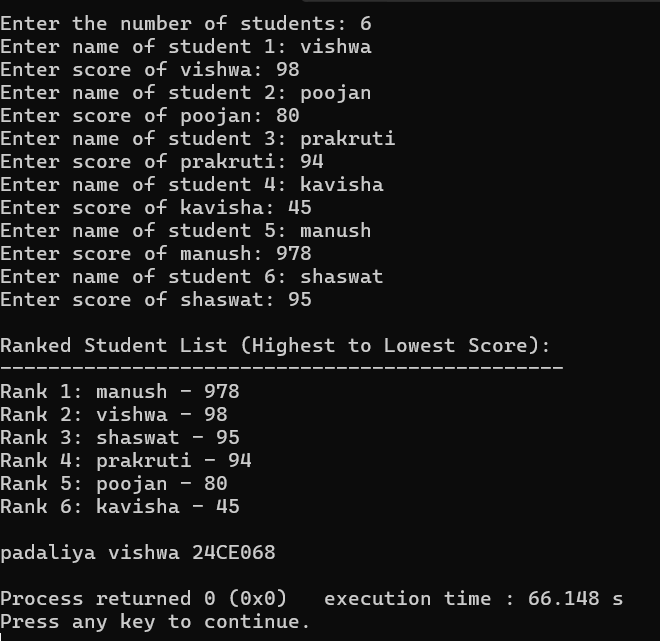 Enter the number of students: 6
Enter name of student 1: vishwa
Enter score of vishwa: 98
Enter name of student 2: poojan
Enter score of poojan: 80
Enter name of student 3: prakruti
Enter score of prakruti: 94
Enter name of student 4: kavisha
Enter score of kavisha: 45
Enter name of student 5: manush
Enter score of manush: 978
Enter name of student 6: shaswat
Enter score of shaswat: 95
Ranked Student List (Highest to Lowest Score):
-----------------------------------------------
Rank 1: manush - 978
Rank 2: vishwa - 98
Rank 3: shaswat - 95
Rank 4: prakruti - 94
Rank 5: poojan - 80
Rank 6: kavisha - 45
padaliya vishwa 24CE068
Process returned 0 (0x0)   execution time : 66.148 s
Press any key to continue.